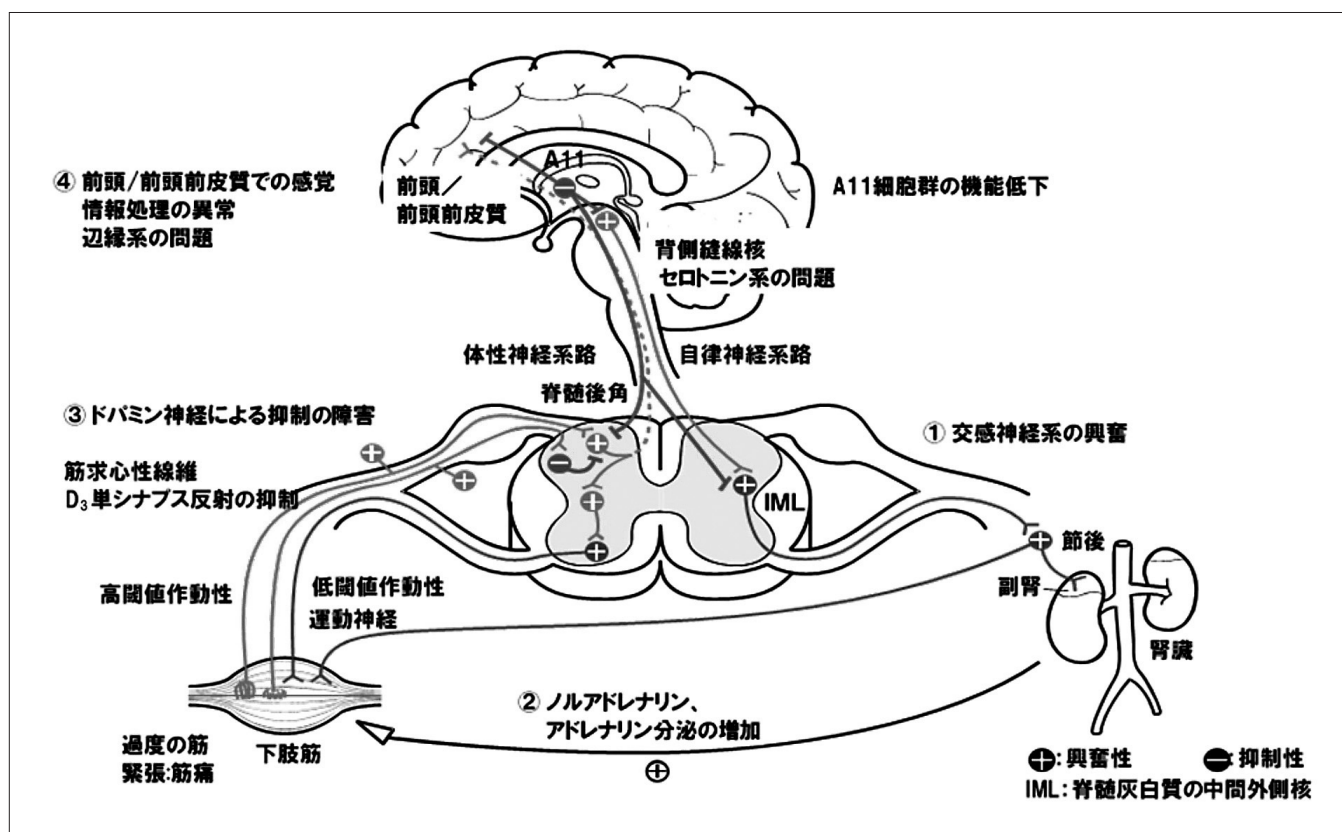 A11
④ 前頭/前頭前皮質での感覚
情報処理の異常
辺縁系の問題
前頭/
前頭前皮質
A11細胞群の機能低下
背側縫線核
セロトニン系の問題
体性神経系路
自律神経系路
脊髄後角
③ ドパミン神経による抑制の障害
① 交感神経系の興奮
筋求心性線維
D₃単シナプス反射の抑制
IML
節後
高閾値作動性
低閾値作動性
運動神経
副腎
腎臓
② ノルアドレナリン、
アドレナリン分泌の増加
過度の筋
緊張:筋痛
下肢筋
⊕:興奮性
⊖:抑制性
IML:脊髄灰白質の中間外側核